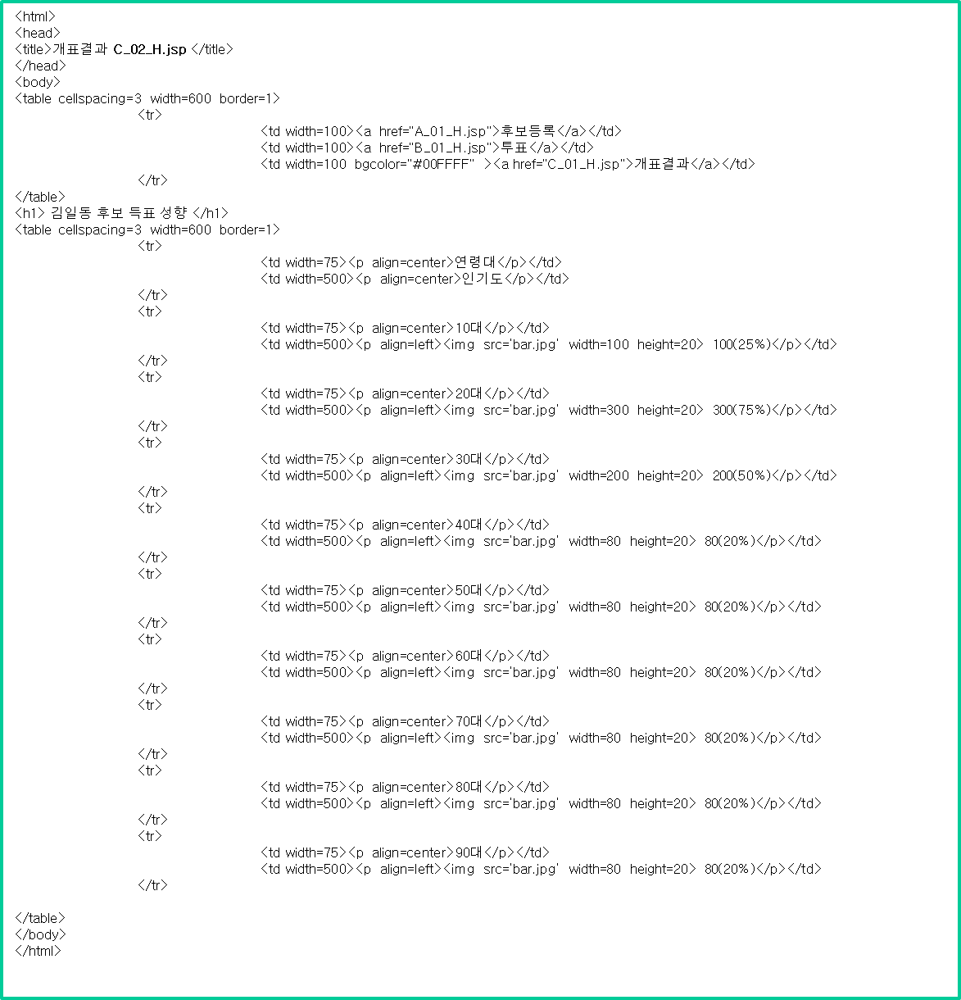 <html>
<head>
<title>개표결과 C_02_H.jsp </title>
</head>
<body>
<table cellspacing=3 width=600 border=1>
<tr>
<td width=100><a href="A_01_H.jsp">후보등록</a></td>
<td width=100><a href="B_01_H.jsp">투표</a></td>
<td width=100 bgcolor="#00FFFF" ><a href="C_01_H.jsp">개표결과</a></td>
</tr>
</table>
<h1> 김일동 후보 득표 성향 </h1>
<table cellspacing=3 width=600 border=1>
<tr>
<td width=75><p align=center>연령대</p></td>
<td width=500><p align=center>인기도</p></td>
</tr>
<tr>
<td width=75><p align=center>10대</p></td>
<td width=500><p align=left><img src='bar.jpg' width=100 height=20> 100(25%)</p></td>
</tr>
<tr>
<td width=75><p align=center>20대</p></td>
<td width=500><p align=left><img src='bar.jpg' width=300 height=20> 300(75%)</p></td>
</tr>
<tr>
<td width=75><p align=center>30대</p></td>
<td width=500><p align=left><img src='bar.jpg' width=200 height=20> 200(50%)</p></td>
</tr>
<tr>
<td width=75><p align=center>40대</p></td>
<td width=500><p align=left><img src='bar.jpg' width=80 height=20> 80(20%)</p></td>
</tr>
<tr>
<td width=75><p align=center>50대</p></td>
<td width=500><p align=left><img src='bar.jpg' width=80 height=20> 80(20%)</p></td>
</tr>
<tr>
<td width=75><p align=center>60대</p></td>
<td width=500><p align=left><img src='bar.jpg' width=80 height=20> 80(20%)</p></td>
</tr>
<tr>
<td width=75><p align=center>70대</p></td>
<td width=500><p align=left><img src='bar.jpg' width=80 height=20> 80(20%)</p></td>
</tr>
<tr>
<td width=75><p align=center>80대</p></td>
<td width=500><p align=left><img src='bar.jpg' width=80 height=20> 80(20%)</p></td>
</tr>
<tr>
<td width=75><p align=center>90대</p></td>
<td width=500><p align=left><img src='bar.jpg' width=80 height=20> 80(20%)</p></td>
</tr>
</table>
</body>
</html>